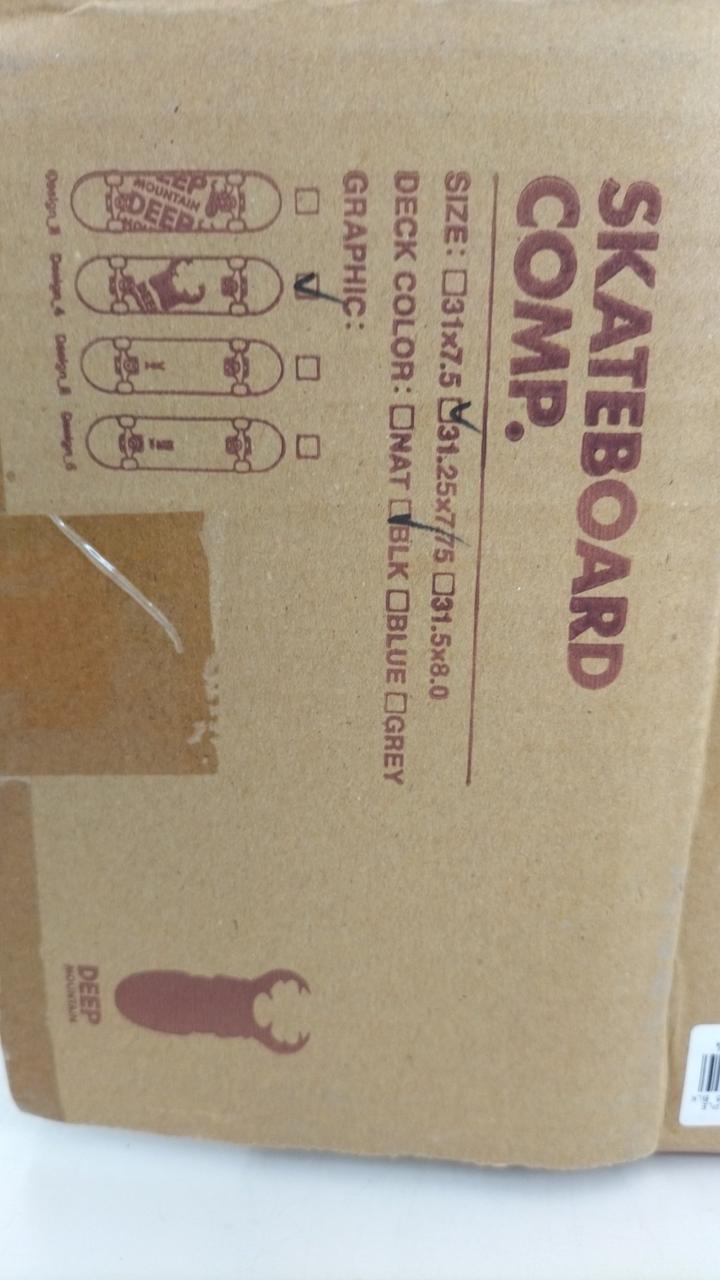 SKATEBOARD
COMP.
SIZE: □31x7.5 ☑31.25x7.75 □31.5x8.0
DECK COLOR: □NAT ☑BLK □BLUE □GREY
GRAPHIC:
DEEP
MOUNTAIN
DEEP
DEEP
MOUNTAIN
BLK